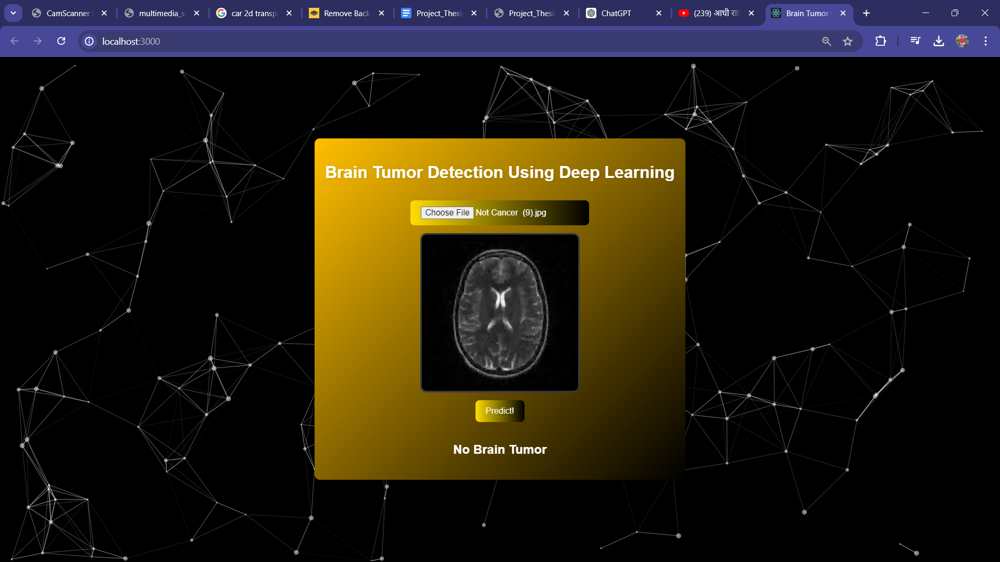 CamScanner
multimedia_s
car 2d transp
Remove Back
Project_Thesi
Project_Thesi
ChatGPT
(239) आधी रात
Brain Tumor
localhost:3000
Brain Tumor Detection Using Deep Learning
Choose File Not Cancer (9).jpg
Predict!
No Brain Tumor